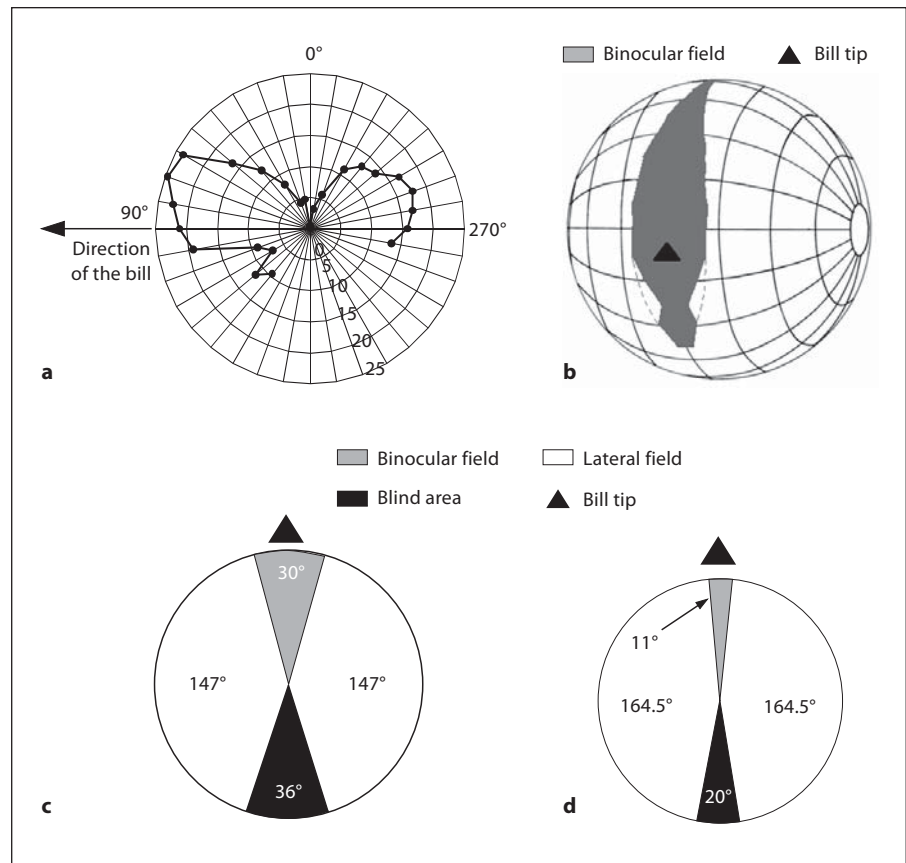 0°
90°
Direction
of the bill
270°
0
5
10
15
20
25
a
Binocular field
Bill tip
b
Binocular field
Lateral field
Blind area
Bill tip
30°
147°
147°
36°
c
11°
164.5°
164.5°
20°
d